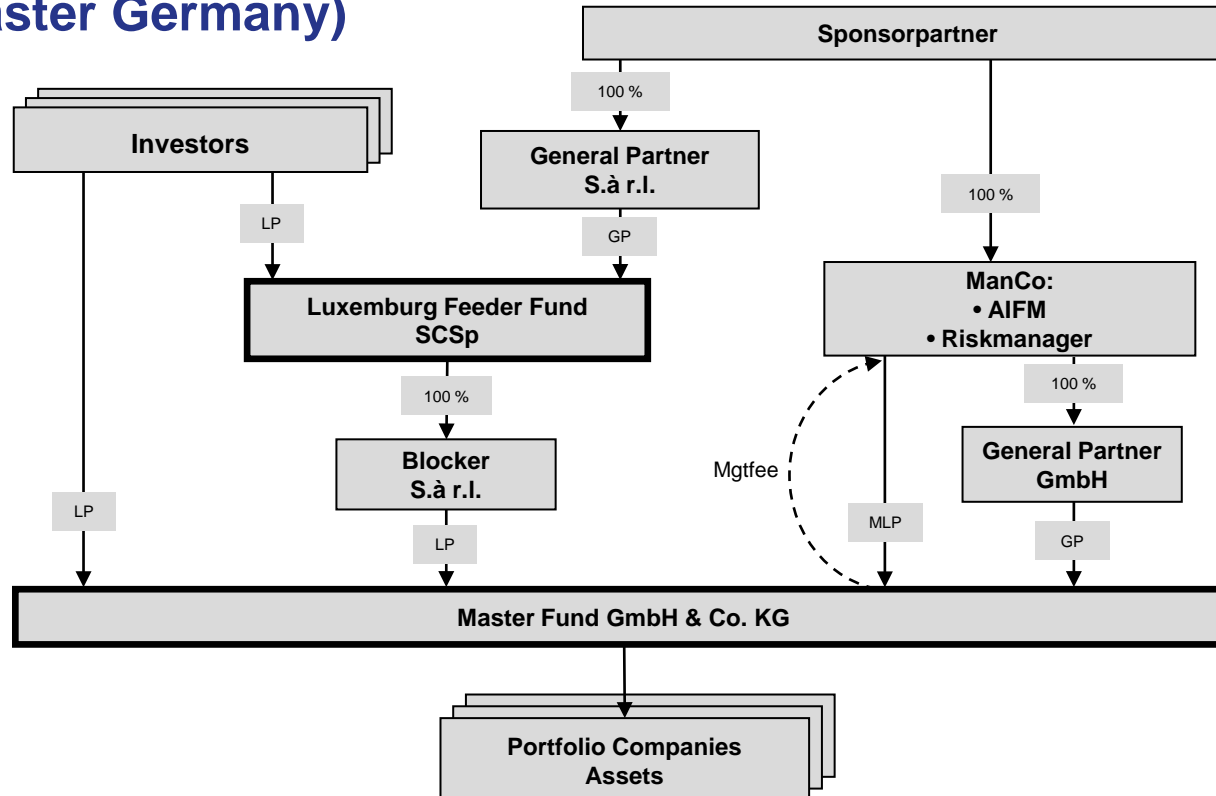 aster Germany)
Sponsorpartner
100 %
Investors
General Partner
S.à r.l.
100 %
LP
GP
ManCo:
• AIFM
• Riskmanager
Luxemburg Feeder Fund
SCSp
100 %
100 %
Blocker
S.à r.l.
General Partner
GmbH
Mgtfee
LP
MLP
LP
GP
Master Fund GmbH & Co. KG
Portfolio Companies
Assets